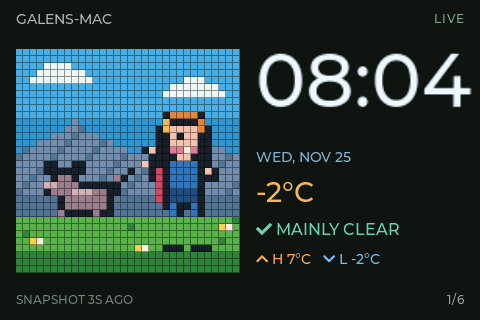 GALENS-MAC
LIVE
08:04
WED, NOV 25
-2°C
MAINLY CLEAR
H 7°C L -2°C
SNAPSHOT 3S AGO
1/6